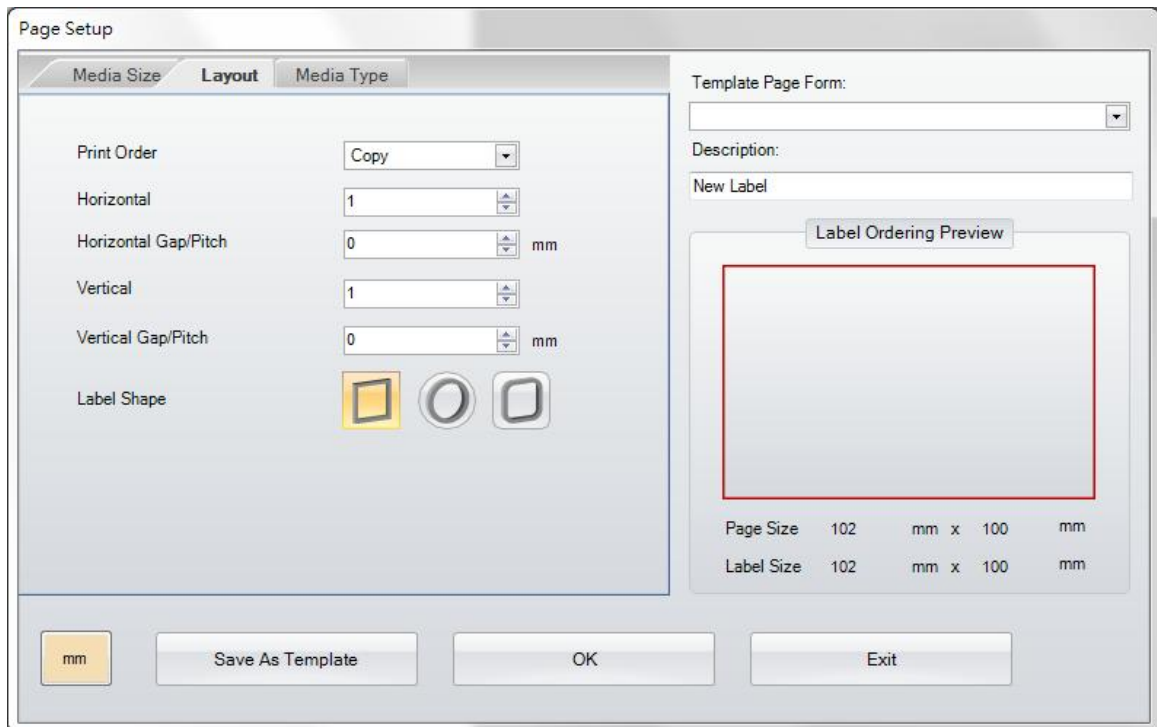 Page Setup
Media Size Layout Media Type
Print Order Copy
Horizontal 1
Horizontal Gap/Pitch 0 mm
Vertical 1
Vertical Gap/Pitch 0 mm
Label Shape
Template Page Form:
Description:
New Label
Label Ordering Preview
Page Size 102 mm x 100 mm
Label Size 102 mm x 100 mm
mm Save As Template OK Exit